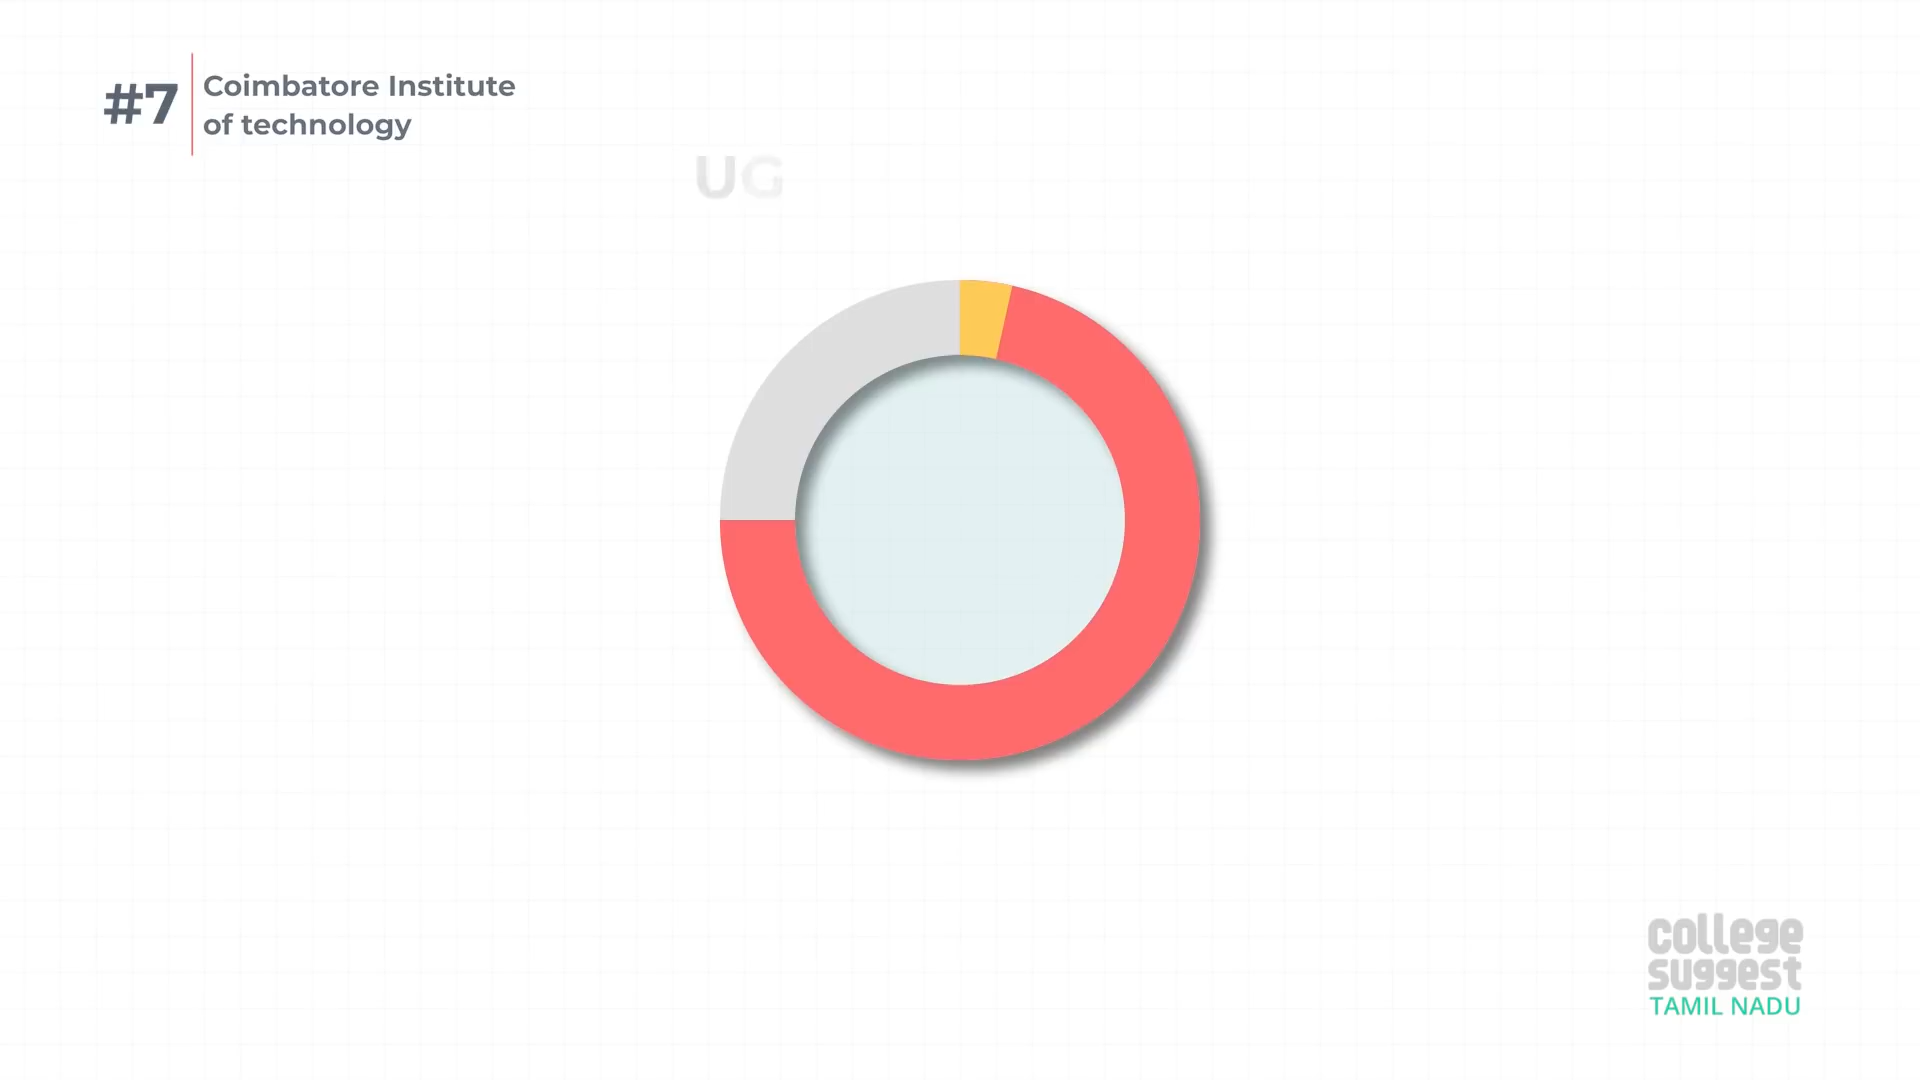 #7
Coimbatore Institute
of technology
UG
college
suggest
TAMIL NADU